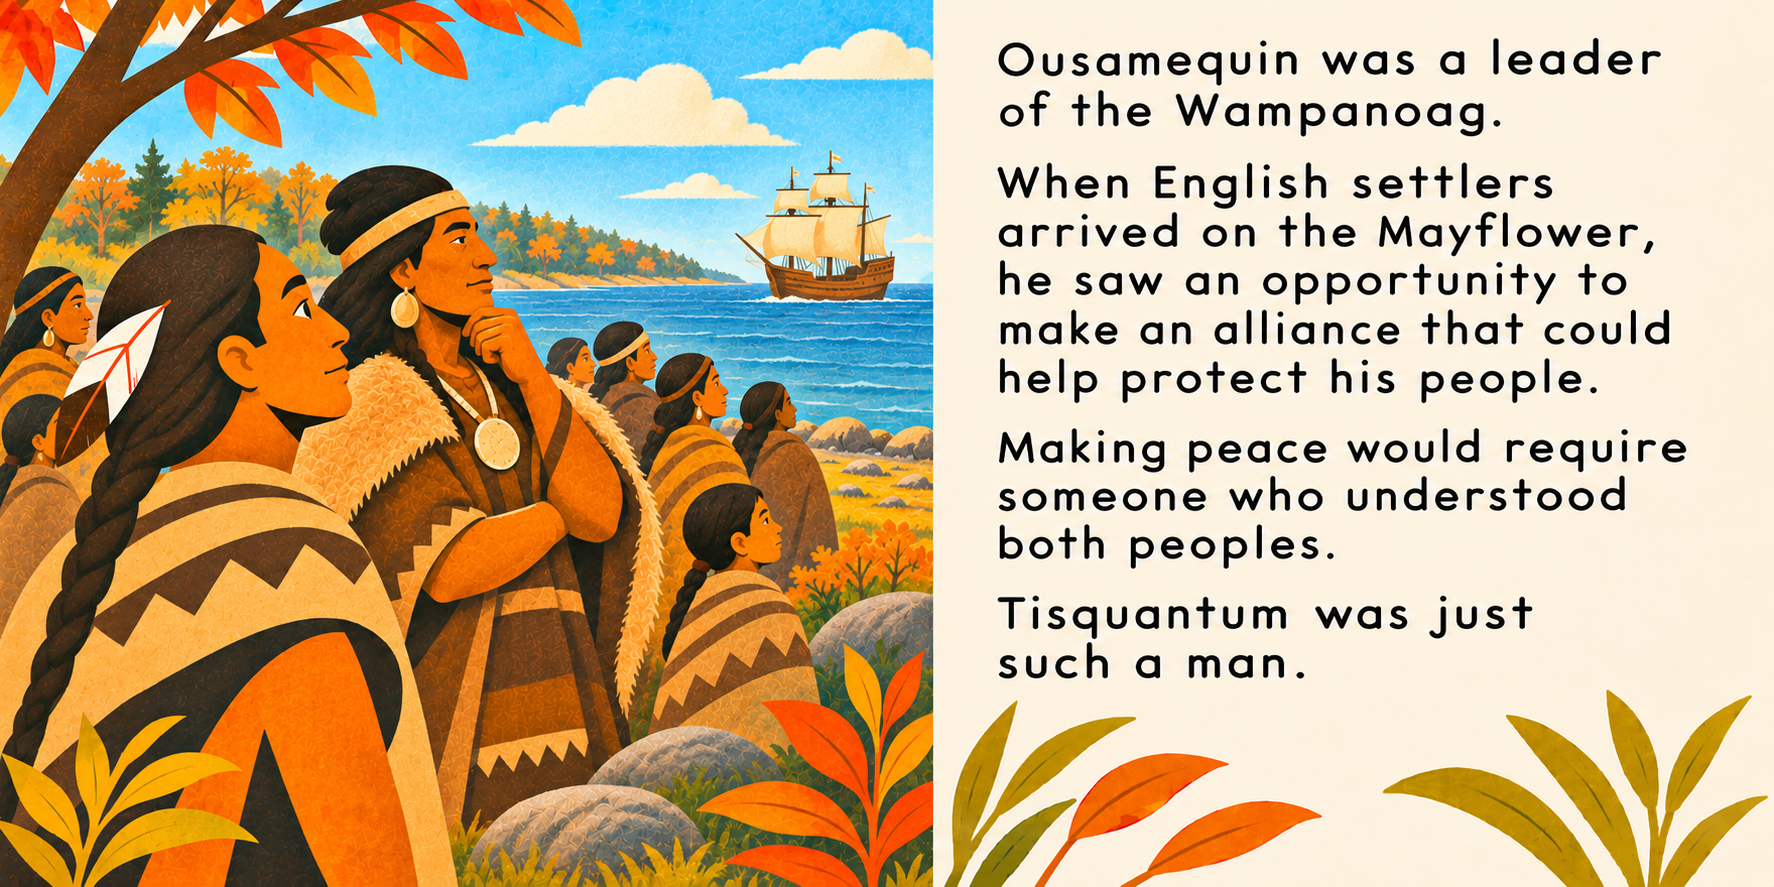 Ousamequin was a leader
of the Wampanoag.
When English settlers
arrived on the Mayflower,
he saw an opportunity to
make an alliance that could
help protect his people.
Making peace would require
someone who understood
both peoples.
Tisquantum was just
such a man.